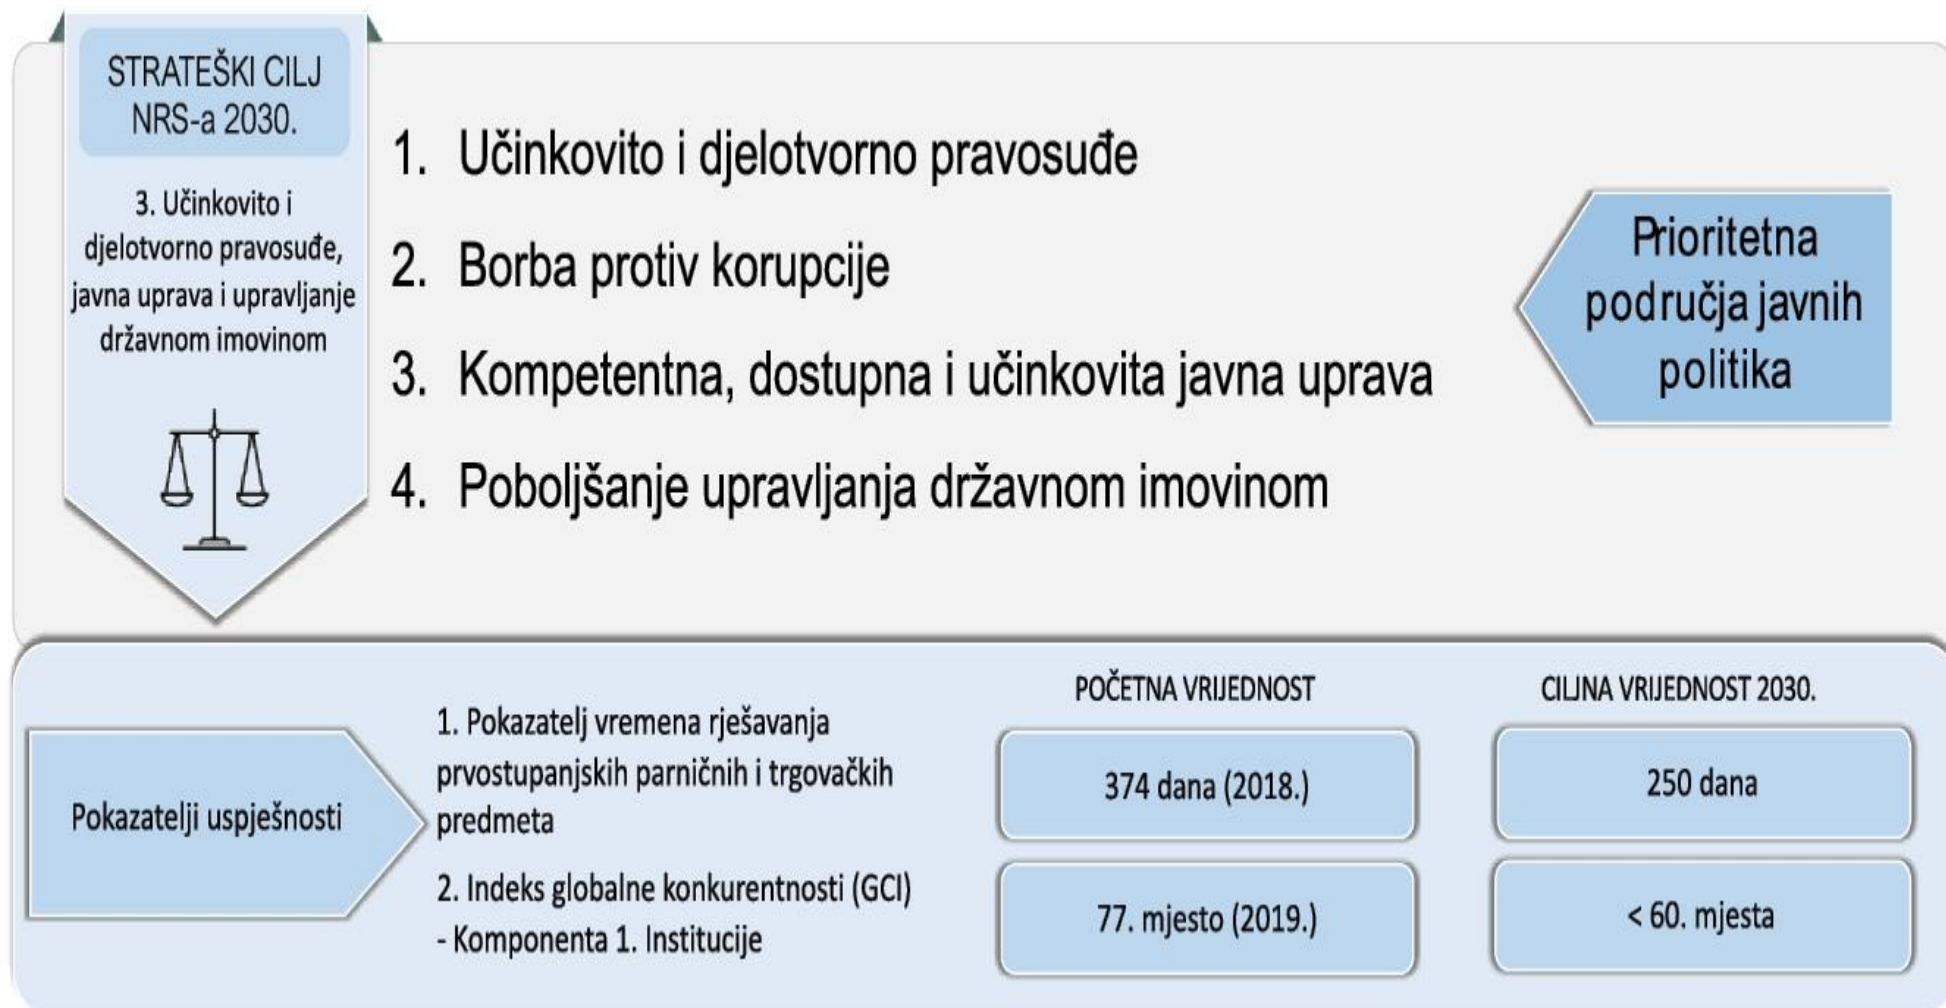 STRATEŠKI CILJ
NRS-a 2030.
3. Učinkovito i
djelotvorno pravosuđe,
javna uprava i upravljanje
državnom imovinom
1. Učinkovito i djelotvorno pravosuđe
2. Borba protiv korupcije
3. Kompetentna, dostupna i učinkovita javna uprava
4. Poboljšanje upravljanja državnom imovinom
Prioritetna
područja javnih
politika
Pokazatelji uspješnosti
1. Pokazatelj vremena rješavanja
prvostupanjskih parničnih i trgovačkih
predmeta
2. Indeks globalne konkurentnosti (GCI)
- Komponenta 1. Institucije
POČETNA VRIJEDNOST
374 dana (2018.)
77. mjesto (2019.)
CILJNA VRIJEDNOST 2030.
250 dana
< 60. mjesta